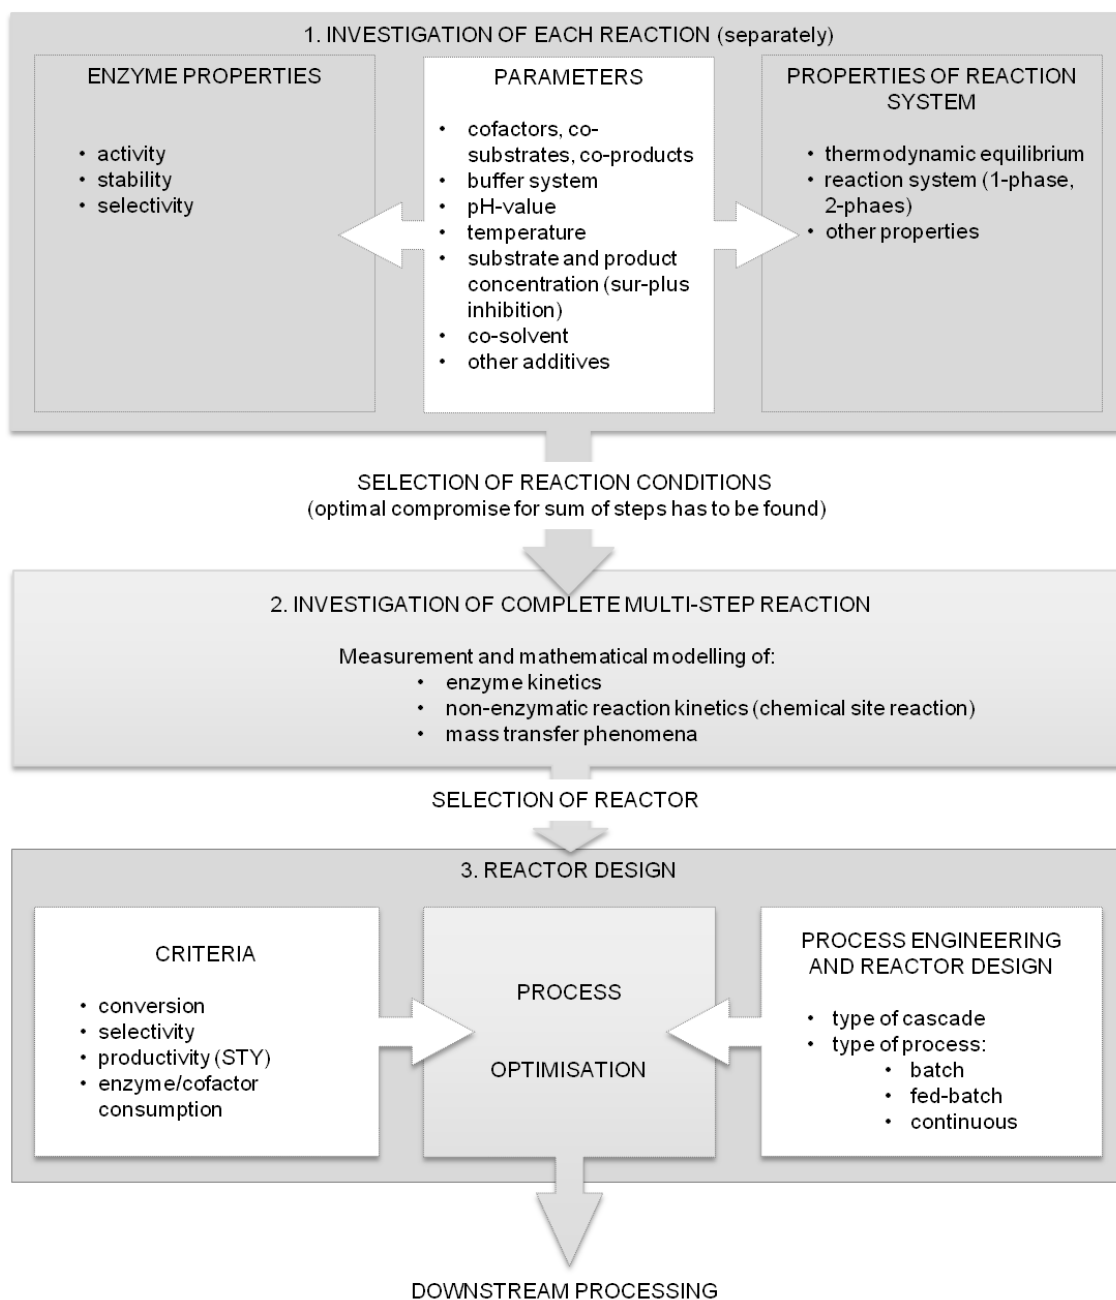 1. INVESTIGATION OF EACH REACTION (separately)
ENZYME PROPERTIES
• activity
• stability
• selectivity
PARAMETERS
• cofactors, co-
substrates, co-products
• buffer system
• pH-value
• temperature
• substrate and product
concentration (sur-plus
inhibition)
• co-solvent
• other additives
PROPERTIES OF REACTION
SYSTEM
• thermodynamic equilibrium
• reaction system (1-phase,
2-phaes)
• other properties
SELECTION OF REACTION CONDITIONS
(optimal compromise for sum of steps has to be found)
2. INVESTIGATION OF COMPLETE MULTI-STEP REACTION
Measurement and mathematical modelling of:
• enzyme kinetics
• non-enzymatic reaction kinetics (chemical site reaction)
• mass transfer phenomena
SELECTION OF REACTOR
3. REACTOR DESIGN
CRITERIA
• conversion
• selectivity
• productivity (STY)
• enzyme/cofactor
consumption
PROCESS
OPTIMISATION
PROCESS ENGINEERING
AND REACTOR DESIGN
• type of cascade
• type of process:
• batch
• fed-batch
• continuous
DOWNSTREAM PROCESSING